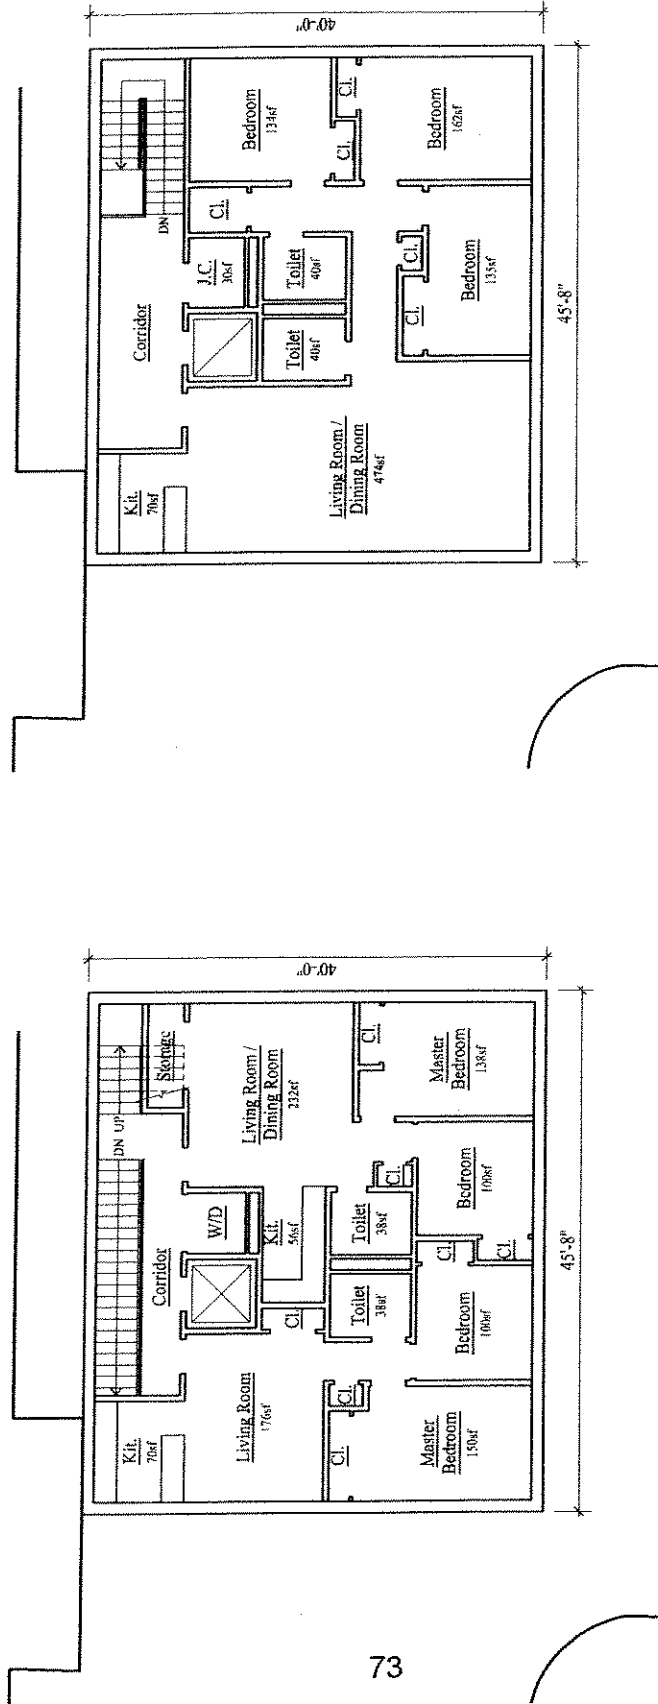 40'-0"
Bedroom
134sf
Cl.
Cl.
Bedroom
162sf
DN
Cl.
J.C.
30sf
Toilet
40sf
Cl.
Bedroom
135sf
Corridor
Toilet
40sf
Cl.
45'-8"
Kit.
70sf
Living Room /
Dining Room
474sf
40'-0"
Storage
Living Room /
Dining Room
232sf
Cl.
Master
Bedroom
138sf
DN UP
W/D
Kit.
56sf
Toilet
38sf
Cl.
Bedroom
100sf
Corridor
Cl.
Toilet
38sf
Cl.
Cl.
Bedroom
100sf
45'-8"
Kit.
70sf
Living Room
176sf
Cl.
Cl.
Master
Bedroom
150sf
73